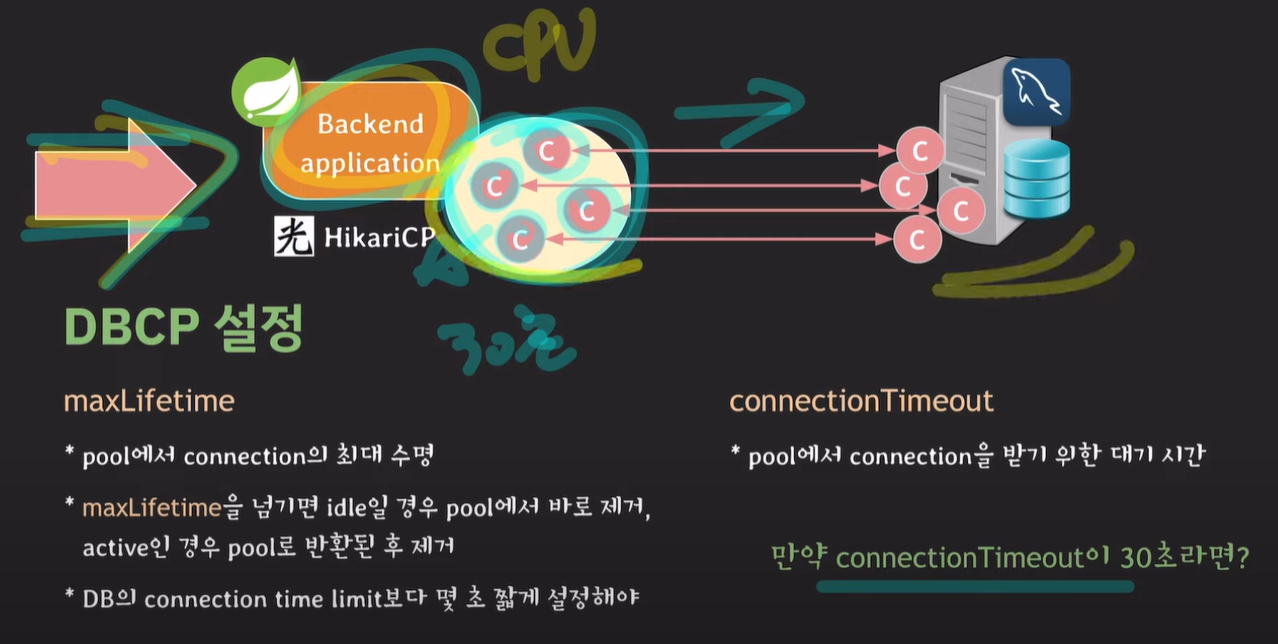 CPU
Backend
application
C
C
C
C
C
C
C
C
光 HikariCP
30초
DBCP 설정
maxLifetime
* pool에서 connection의 최대 수명
* maxLifetime을 넘기면 idle일 경우 pool에서 바로 제거,
active인 경우 pool로 반환된 후 제거
* DB의 connection time limit보다 몇 초 짧게 설정해야
connectionTimeout
* pool에서 connection을 받기 위한 대기 시간
만약 connectionTimeout이 30초라면?